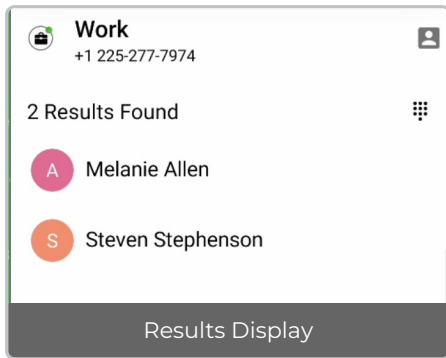 Work
+1 225-277-7974
2 Results Found
A Melanie Allen
S Steven Stephenson
Results Display